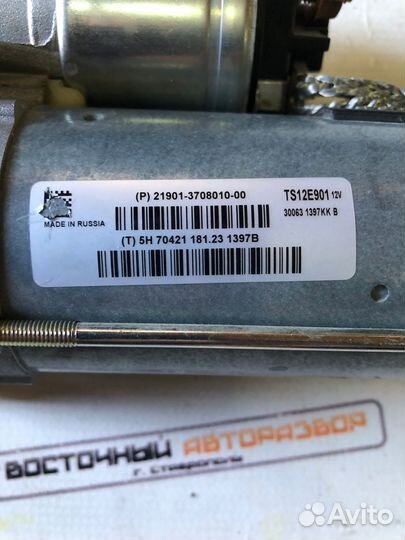 (P) 21901-3708010-00
TS12E901 12V
30063 1397KK B
MADE IN RUSSIA
(T) 5H 70421 181.23 1397B
ВОСТОЧНЫЙ АВТОРАЗБОР
Г. СТАВРОПОЛЬ
Avito